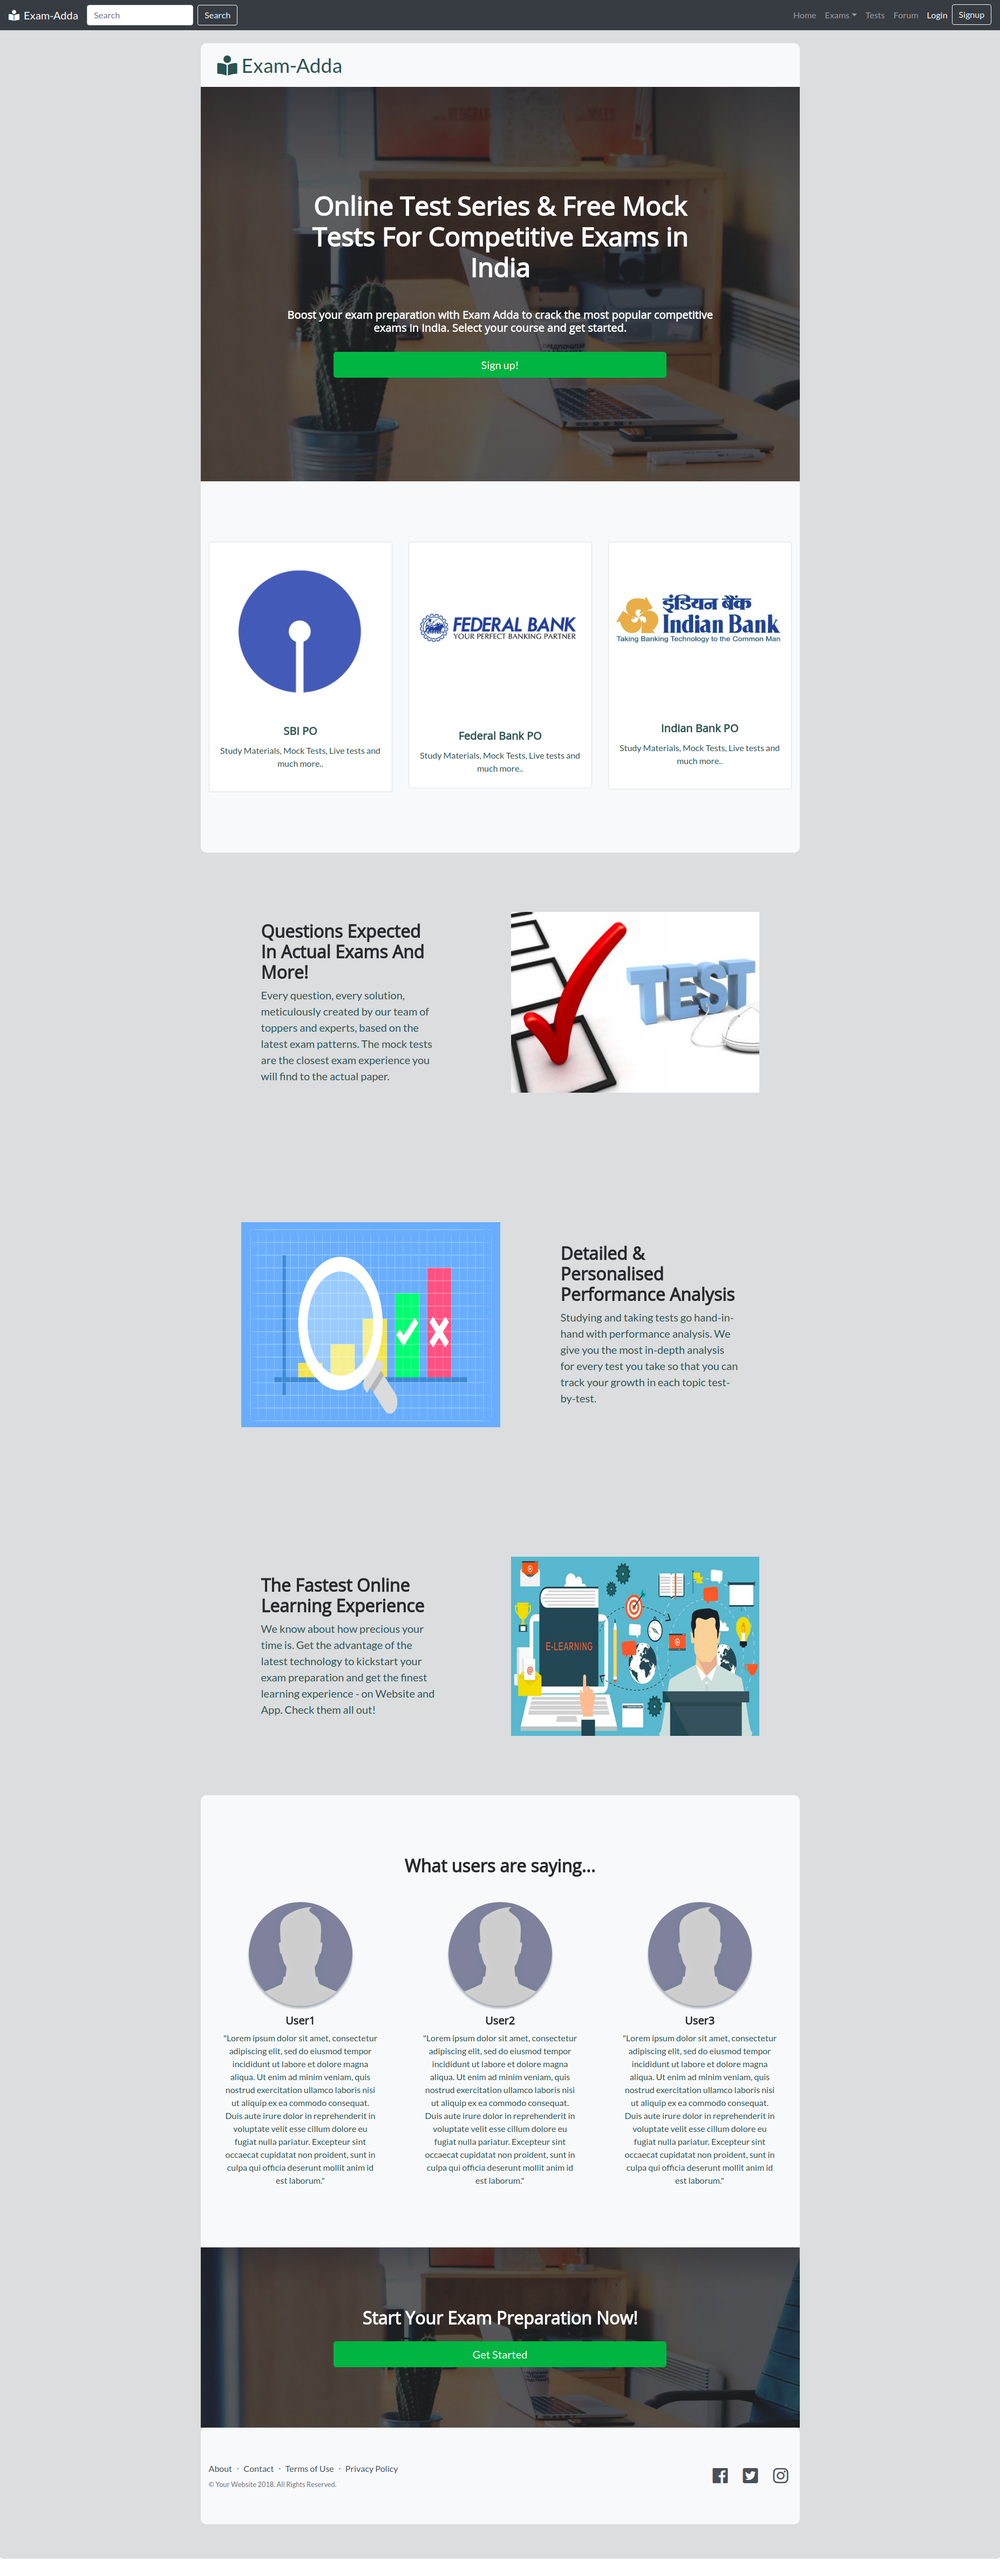 Exam-Adda
Search
Search
Home
Exams
Tests
Forum
Login
Signup
Exam-Adda
Online Test Series & Free Mock
Tests For Competitive Exams in
India
Boost your exam preparation with Exam Adda to crack the most popular competitive
exams in India. Select your course and get started.
Sign up!
SBI PO
Study Materials, Mock Tests, Live tests and
much more..
FEDERAL BANK
YOUR PERFECT BANKING PARTNER
Federal Bank PO
Study Materials, Mock Tests, Live tests and
much more..
इंडियन बैंक
Indian Bank
Taking Banking Technology to the Common Man
Indian Bank PO
Study Materials, Mock Tests, Live tests and
much more..
Questions Expected
In Actual Exams And
More!
Every question, every solution,
meticulously created by our team of
toppers and experts, based on the
latest exam patterns. The mock tests
are the closest exam experience you
will find to the actual paper.
TEST
Detailed &
Personalised
Performance Analysis
Studying and taking tests go hand-in-
hand with performance analysis. We
give you the most in-depth analysis
for every test you take so that you can
track your growth in each topic test-
by-test.
The Fastest Online
Learning Experience
We know about how precious your
time is. Get the advantage of the
latest technology to kickstart your
exam preparation and get the finest
learning experience - on Website and
App. Check them all out!
E-LEARNING
What users are saying...
User1
"Lorem ipsum dolor sit amet, consectetur
adipiscing elit, sed do eiusmod tempor
incididunt ut labore et dolore magna
aliqua. Ut enim ad minim veniam, quis
nostrud exercitation ullamco laboris nisi
ut aliquip ex ea commodo consequat.
Duis aute irure dolor in reprehenderit in
voluptate velit esse cillum dolore eu
fugiat nulla pariatur. Excepteur sint
occaecat cupidatat non proident, sunt in
culpa qui officia deserunt mollit anim id
est laborum."
User2
"Lorem ipsum dolor sit amet, consectetur
adipiscing elit, sed do eiusmod tempor
incididunt ut labore et dolore magna
aliqua. Ut enim ad minim veniam, quis
nostrud exercitation ullamco laboris nisi
ut aliquip ex ea commodo consequat.
Duis aute irure dolor in reprehenderit in
voluptate velit esse cillum dolore eu
fugiat nulla pariatur. Excepteur sint
occaecat cupidatat non proident, sunt in
culpa qui officia deserunt mollit anim id
est laborum."
User3
"Lorem ipsum dolor sit amet, consectetur
adipiscing elit, sed do eiusmod tempor
incididunt ut labore et dolore magna
aliqua. Ut enim ad minim veniam, quis
nostrud exercitation ullamco laboris nisi
ut aliquip ex ea commodo consequat.
Duis aute irure dolor in reprehenderit in
voluptate velit esse cillum dolore eu
fugiat nulla pariatur. Excepteur sint
occaecat cupidatat non proident, sunt in
culpa qui officia deserunt mollit anim id
est laborum."
Start Your Exam Preparation Now!
Get Started
About · Contact · Terms of Use · Privacy Policy
© Your Website 2018. All Rights Reserved.